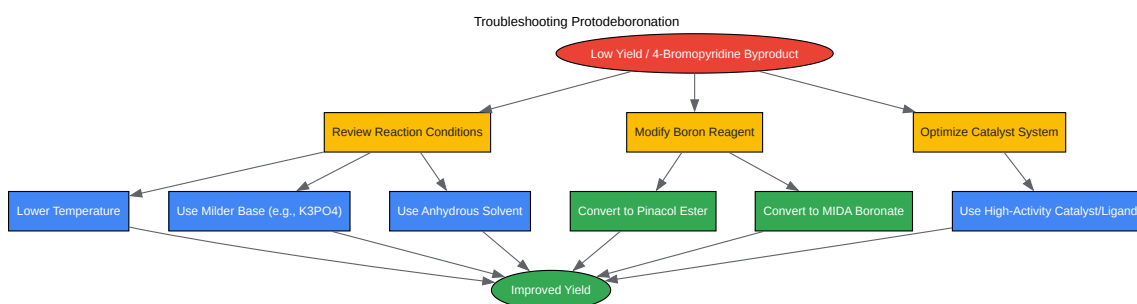 Troubleshooting Protodeboronation
Low Yield / 4-Bromopyridine Byproduct
Review Reaction Conditions
Modify Boron Reagent
Optimize Catalyst System
Lower Temperature
Use Milder Base (e.g., K3PO4)
Use Anhydrous Solvent
Convert to Pinacol Ester
Convert to MIDA Boronate
Use High-Activity Catalyst/Ligand
Improved Yield